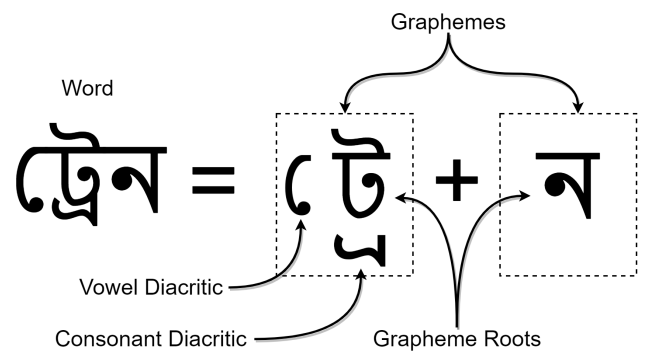 Graphemes
Word
ট্রেন = ট্রে + ন
Vowel Diacritic
Consonant Diacritic
Grapheme Roots